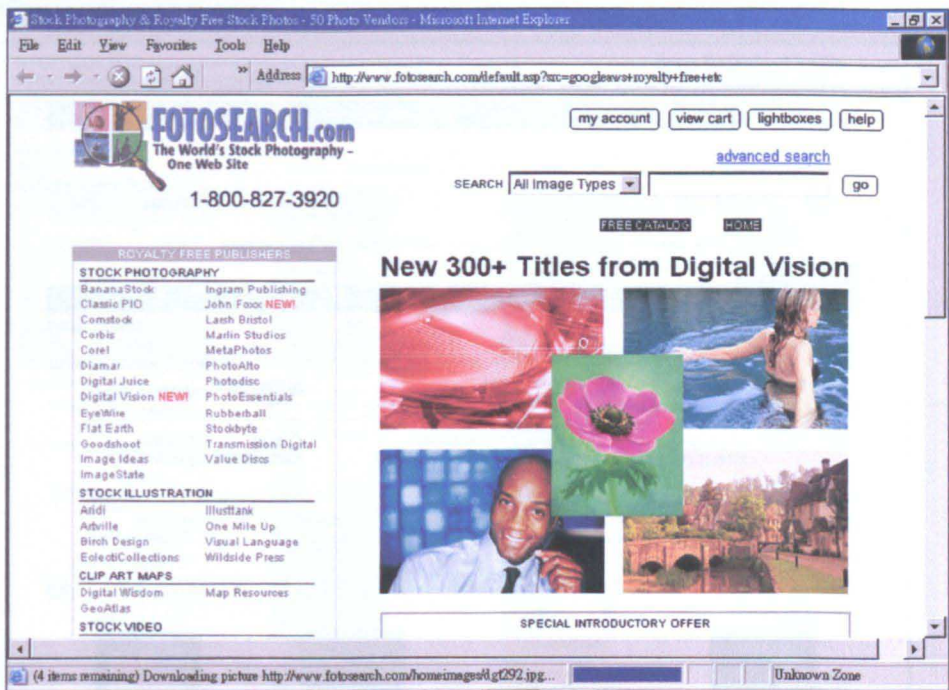 Stock Photography & Royalty Free Stock Photos - 50 Photo Vendors - Microsoft Internet Explorer
File Edit View Favorites Tools Help
» Address http://www.fotosearch.com/default.asp?src=googleaws+royalty+free+etc
FOTOSEARCH.com
The World's Stock Photography -
One Web Site
1-800-827-3920
my account view cart lightboxes help
advanced search
SEARCH All Image Types go
FREE CATALOG HOME
ROYALTY FREE PUBLISHERS
STOCK PHOTOGRAPHY
BananaStock Ingram Publishing
Classic PIO John Foxx NEW!
Comstock Larsh Bristol
Corbis Marlin Studios
Corel MetaPhotos
Diamar PhotoAlto
Digital Juice Photodisc
Digital Vision NEW! PhotoEssentials
EyeWire Rubberball
Flat Earth Stockbyte
Goodshoot Transmission Digital
Image Ideas Value Discs
ImageState
STOCK ILLUSTRATION
Aridi Illusttank
Artville One Mile Up
Birch Design Visual Language
EclectiCollections Wildside Press
CLIP ART MAPS
Digital Wisdom Map Resources
GeoAtlas
STOCK VIDEO
New 300+ Titles from Digital Vision
SPECIAL INTRODUCTORY OFFER
(4 items remaining) Downloading picture http://www.fotosearch.com/homeimages/dgt292.jpg... Unknown Zone